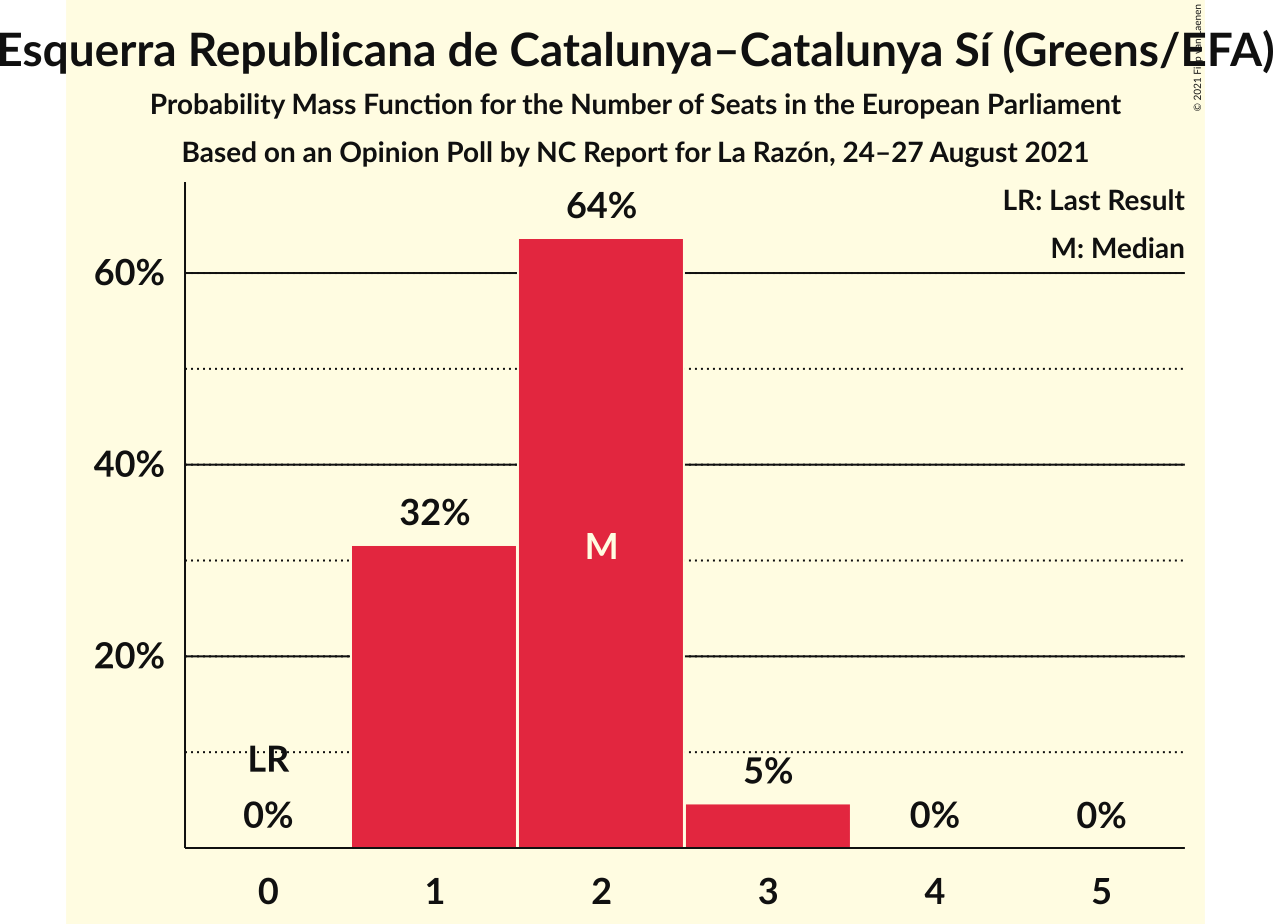 Esquerra Republicana de Catalunya–Catalunya Sí (Greens/EFA)
Probability Mass Function for the Number of Seats in the European Parliament
Based on an Opinion Poll by NC Report for La Razón, 24–27 August 2021
© 2021
LR: Last Result
M: Median
64%
60%
40%
32%
M
20%
LR
5%
0%
0%
0%
0 1 2 3 4 5